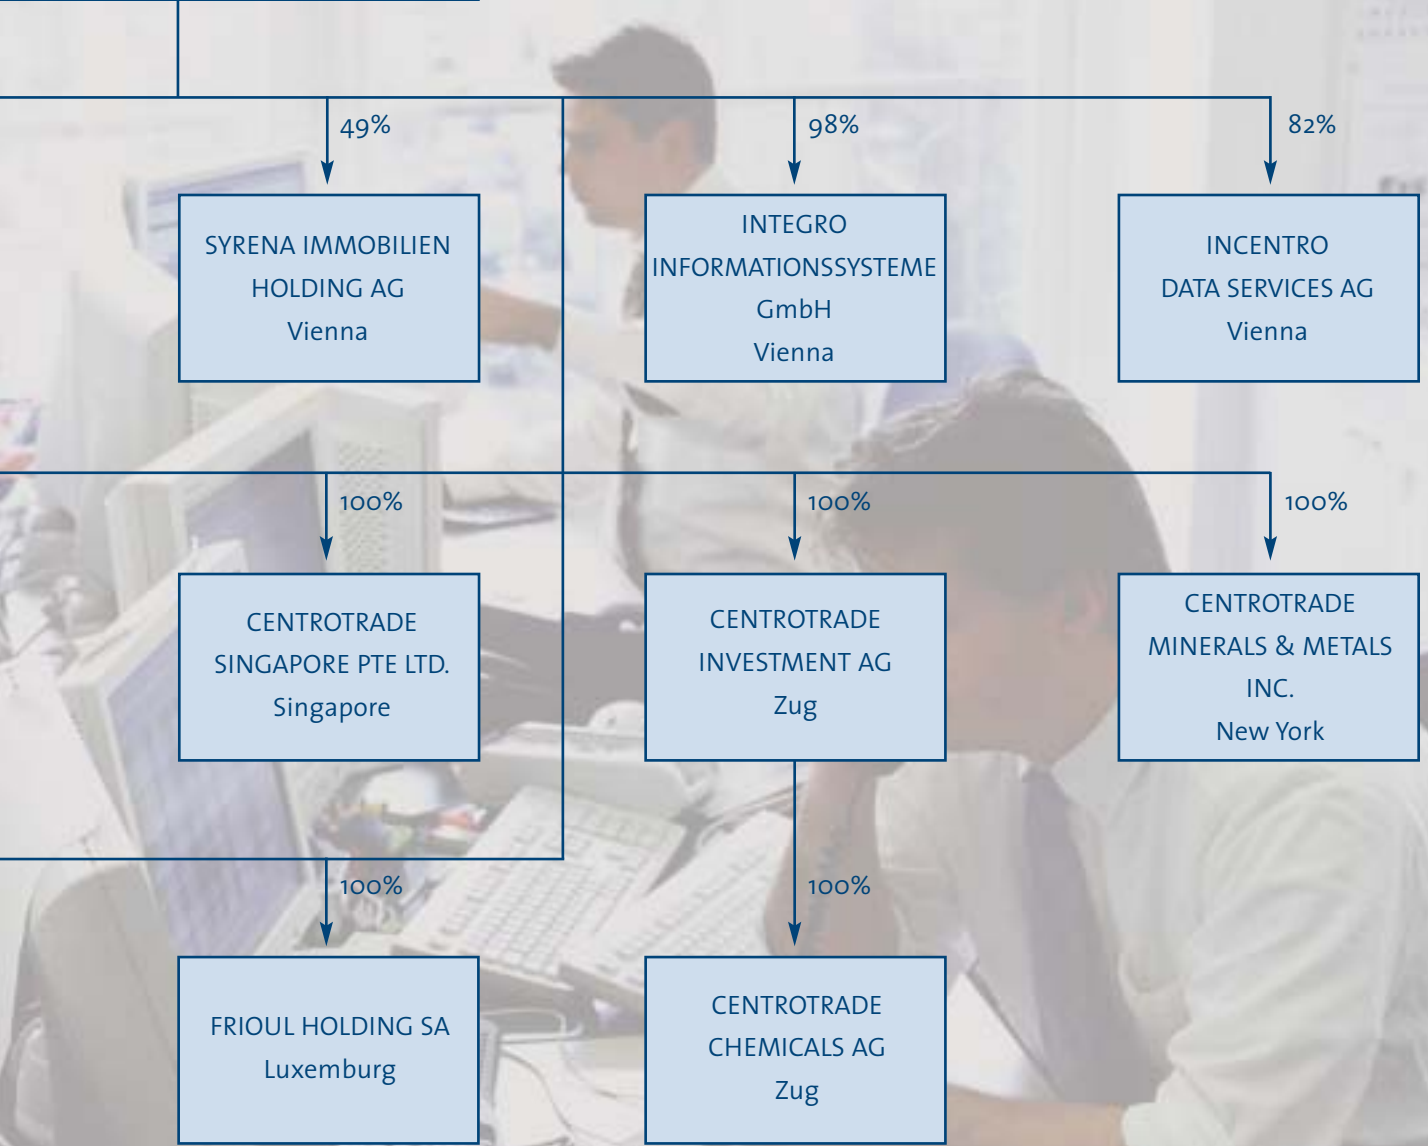 49%
98%
82%
SYRENA IMMOBILIEN
HOLDING AG
Vienna
INTEGRO
INFORMATIONSSYSTEME
GmbH
Vienna
INCENTRO
DATA SERVICES AG
Vienna
100%
100%
100%
CENTROTRADE
SINGAPORE PTE LTD.
Singapore
CENTROTRADE
INVESTMENT AG
Zug
CENTROTRADE
MINERALS & METALS
INC.
New York
100%
100%
FRIOUL HOLDING SA
Luxemburg
CENTROTRADE
CHEMICALS AG
Zug